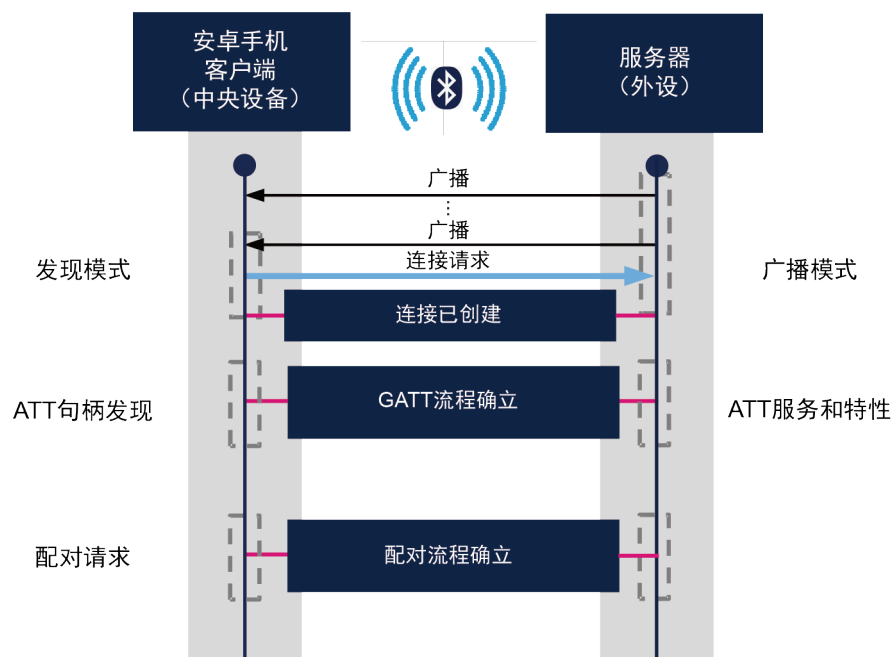 安卓手机
客户端
（中央设备）
服务器
（外设）
广播
广播
连接请求
发现模式
广播模式
连接已创建
ATT句柄发现
GATT流程确立
ATT服务和特性
配对请求
配对流程确立